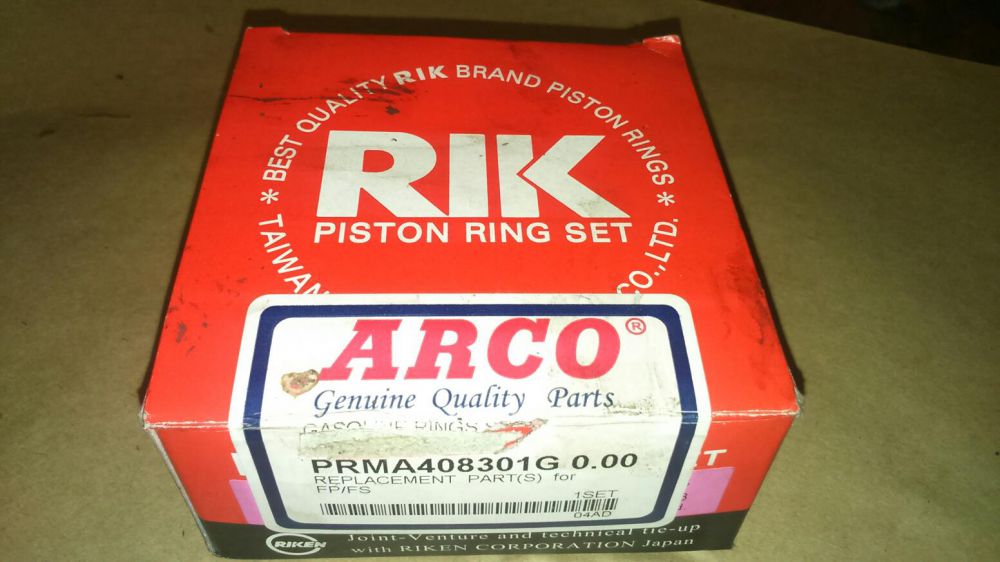 * BEST QUALITY RIK BRAND PISTON RINGS *
RIK
PISTON RING SET
TAIWAN
CO.,LTD.
ARCO®
Genuine Quality Parts
GASOLINE RINGS
PRMA408301G 0.00
REPLACEMENT PART(S) for
FP/FS
1SET
04AD
RIKEN
Joint-Venture and technical tie-up
with RIKEN CORPORATION Japan